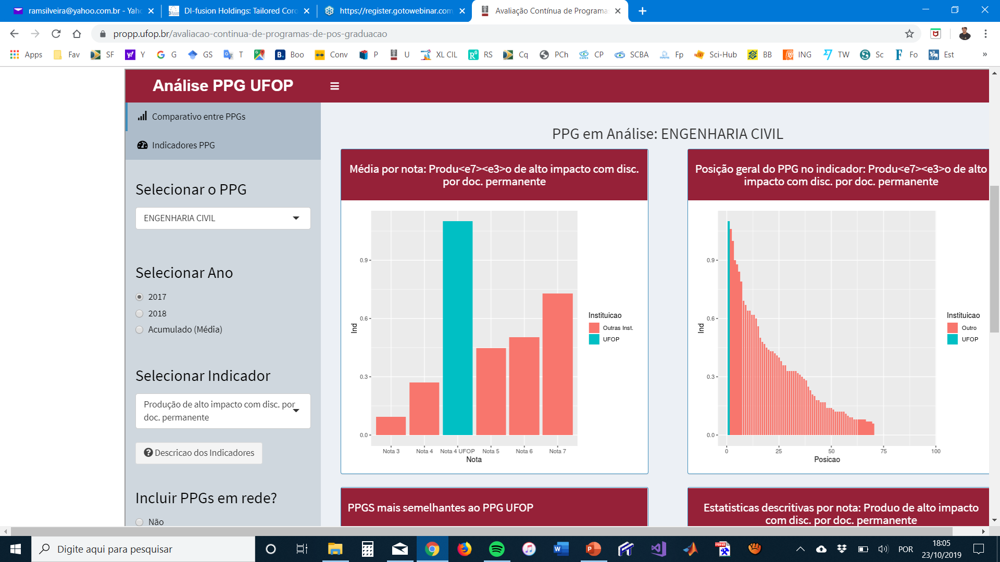 ramsilveira@yahoo.com.br - Yah
DI-fusion Holdings: Tailored Coro
https://register.gotowebinar.com
Avaliação Contínua de Programa
propp.ufop.br/avaliacao-continua-de-programas-de-pos-graduacao
Apps Fav SF Y G GS T Boo Conv P U XL CIL RS Cq PCh CP SCBA Fp Sci-Hub BB ING TW Sc Fo Est »
Análise PPG UFOP
Comparativo entre PPGs
Indicadores PPG
Selecionar o PPG
ENGENHARIA CIVIL
Selecionar Ano
2017
2018
Acumulado (Média)
Selecionar Indicador
Produção de alto impacto com disc. por
doc. permanente
Descricao dos Indicadores
Incluir PPGs em rede?
Não
PPG em Análise: ENGENHARIA CIVIL
Média por nota: Produ<e7><e3>o de alto impacto com disc.
por doc. permanente
0.9
0.6
0.3
0.0
Ind
Nota 3 Nota 4 Nota 4 UFOP Nota 5 Nota 6 Nota 7
Nota
Instituicao
Outras Inst.
UFOP
Posição geral do PPG no indicador: Produ<e7><e3>o de alto
impacto com disc. por doc. permanente
0.9
0.6
0.3
0.0
Ind
0 25 50 75 100
Posicao
Instituicao
Outro
UFOP
PPGS mais semelhantes ao PPG UFOP
Estatisticas descritivas por nota: Produo de alto impacto
com disc. por doc. permanente
Digite aqui para pesquisar
POR
18:05
23/10/2019